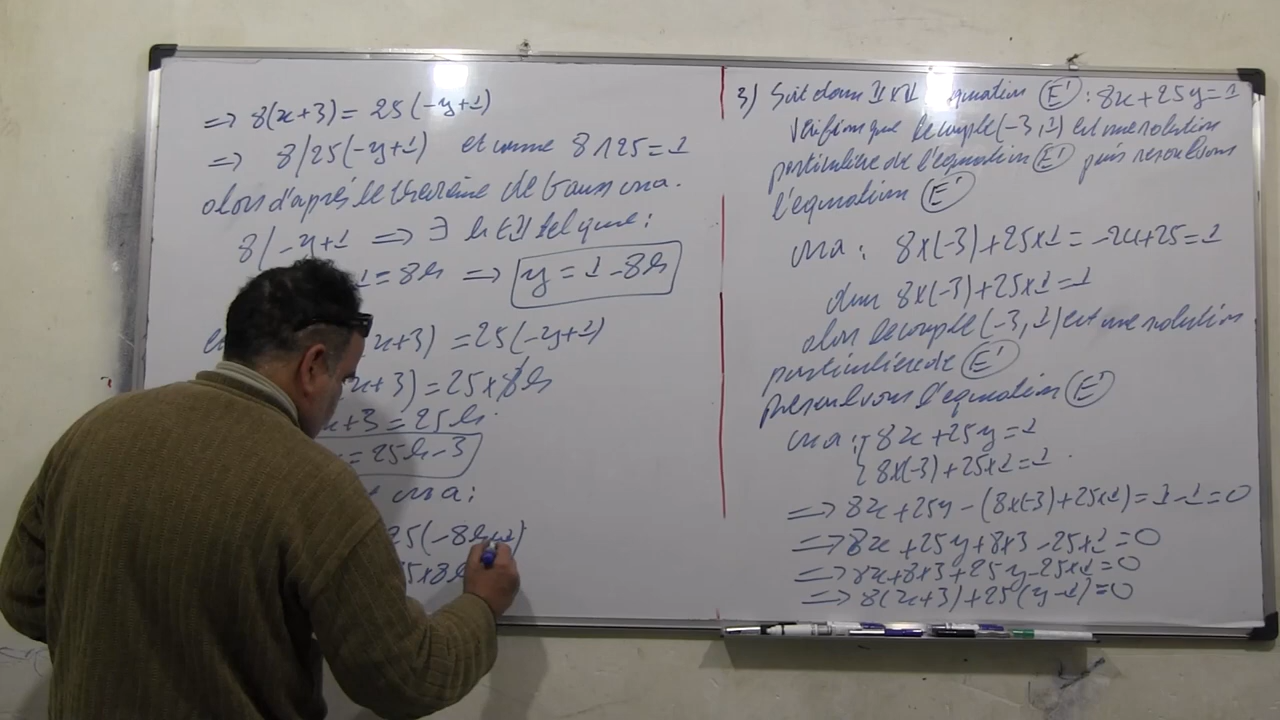 3) Soit dans ℤ×ℤ l'équation (E') : 8x+25y=1
Vérifions que le couple (-3,1) est une solution
particulière de l'équation (E') puis resoulvons
l'équation (E')
on a : 8×(-3)+25×1= -24+25=1
donc 8×(-3)+25×1=1
alors le couple (-3,1) est une solution
particulière de (E')
resoulvons l'équation (E')
on a : { 8x+25y=1
{ 8×(-3)+25×1=1
=> 8x+25y-(8×(-3)+25×1)=1-1=0
=> 8x+25y+8×3-25×1=0
=> 8x+8×3+25y-25×1=0
=> 8(x+3)+25(y-1)=0
=> 8(x+3)=25(-y+1)
=> 8/25(-y+1) et comme 8∧25=1
alors d'après le théorème de Gauss on a.
8/-y+1 => ∃ k∈ℤ tel que :
1=8k => y=1-8k
x+3)=25(-y+1)
x+3)=25×8k
x+3=25k
=25k-3
on a :
25(-8k+1)
5×8k